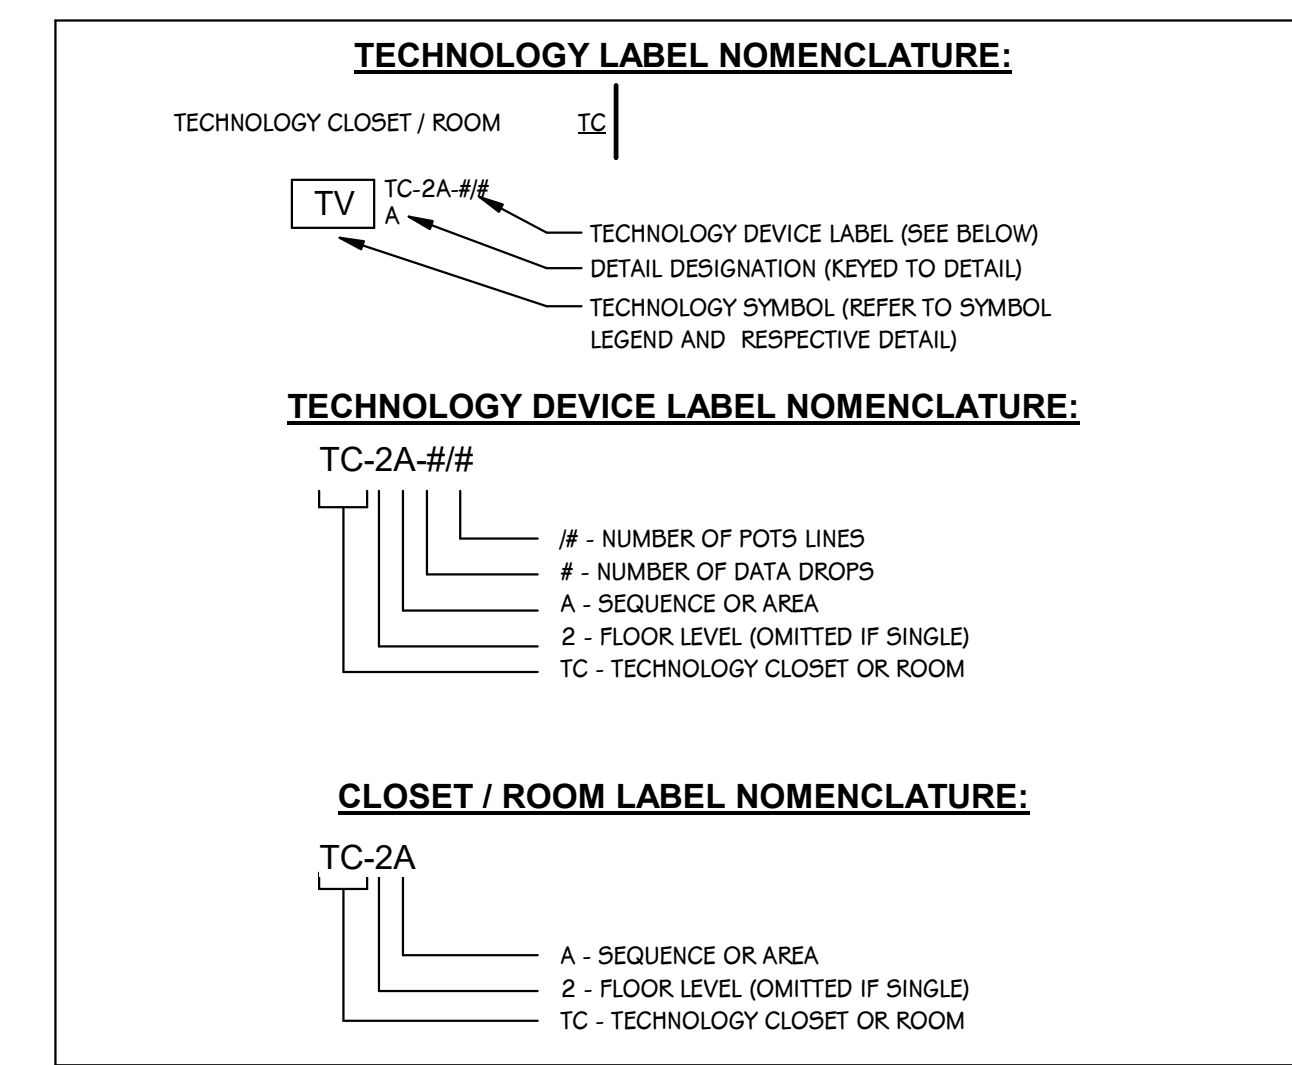 TECHNOLOGY LABEL NOMENCLATURE:
TECHNOLOGY CLOSET / ROOM TC
TV TC-2A-#/#
A
TECHNOLOGY DEVICE LABEL (SEE BELOW)
DETAIL DESIGNATION (KEYED TO DETAIL)
TECHNOLOGY SYMBOL (REFER TO SYMBOL
LEGEND AND RESPECTIVE DETAIL)
TECHNOLOGY DEVICE LABEL NOMENCLATURE:
TC-2A-#/#
/# - NUMBER OF POTS LINES
# - NUMBER OF DATA DROPS
A - SEQUENCE OR AREA
2 - FLOOR LEVEL (OMITTED IF SINGLE)
TC - TECHNOLOGY CLOSET OR ROOM
CLOSET / ROOM LABEL NOMENCLATURE:
TC-2A
A - SEQUENCE OR AREA
2 - FLOOR LEVEL (OMITTED IF SINGLE)
TC - TECHNOLOGY CLOSET OR ROOM